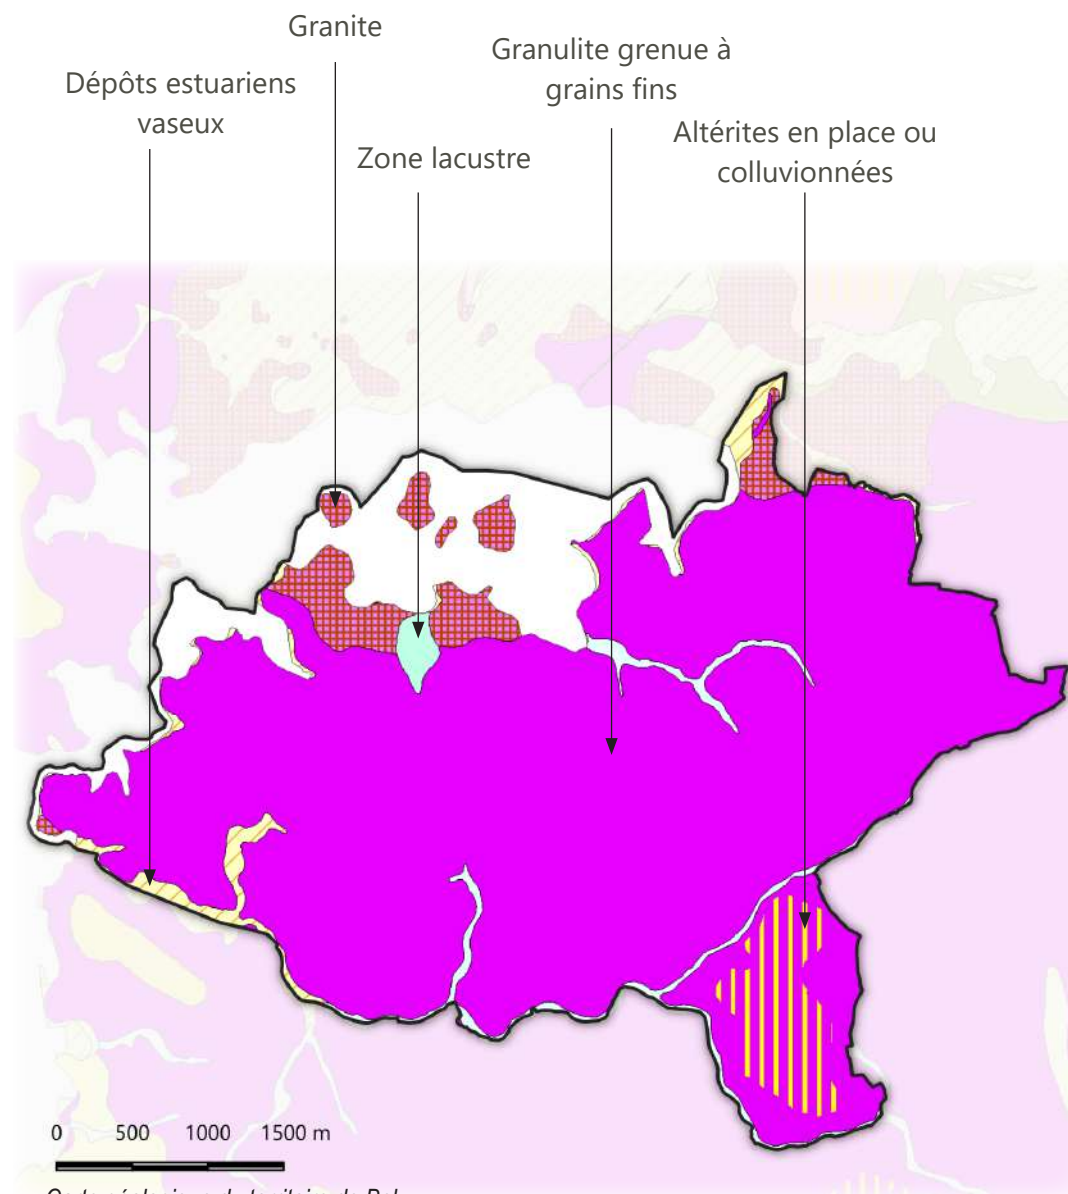 Granite
Granulite grenue à
grains fins
Dépôts estuariens
vaseux
Altérites en place ou
colluvionnées
Zone lacustre
0 500 1000 1500 m